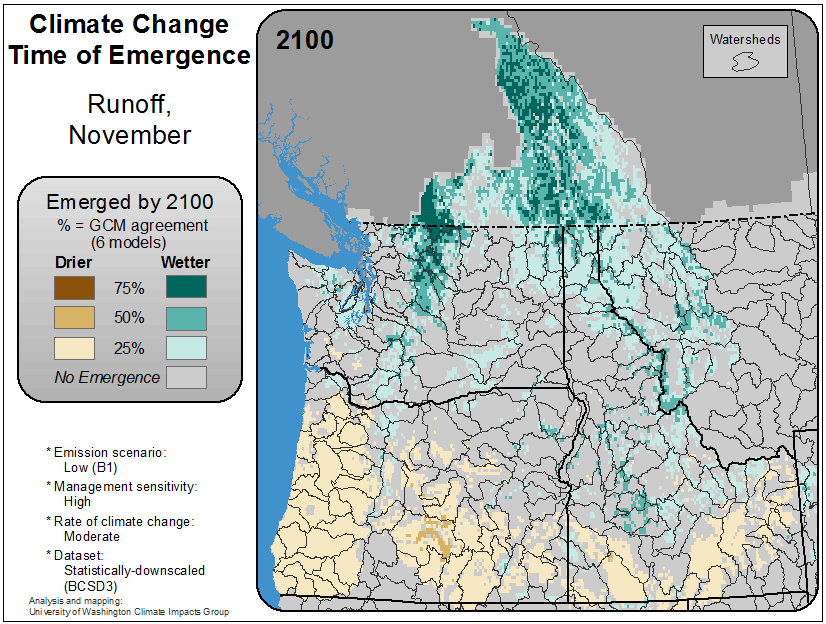 Climate Change
Time of Emergence
Runoff,
November
Emerged by 2100
% = GCM agreement
(6 models)
Drier Wetter
75%
50%
25%
No Emergence
* Emission scenario:
Low (B1)
* Management sensitivity:
High
* Rate of climate change:
Moderate
* Dataset:
Statistically-downscaled
(BCSD3)
Analysis and mapping:
University of Washington Climate Impacts Group
2100
Watersheds